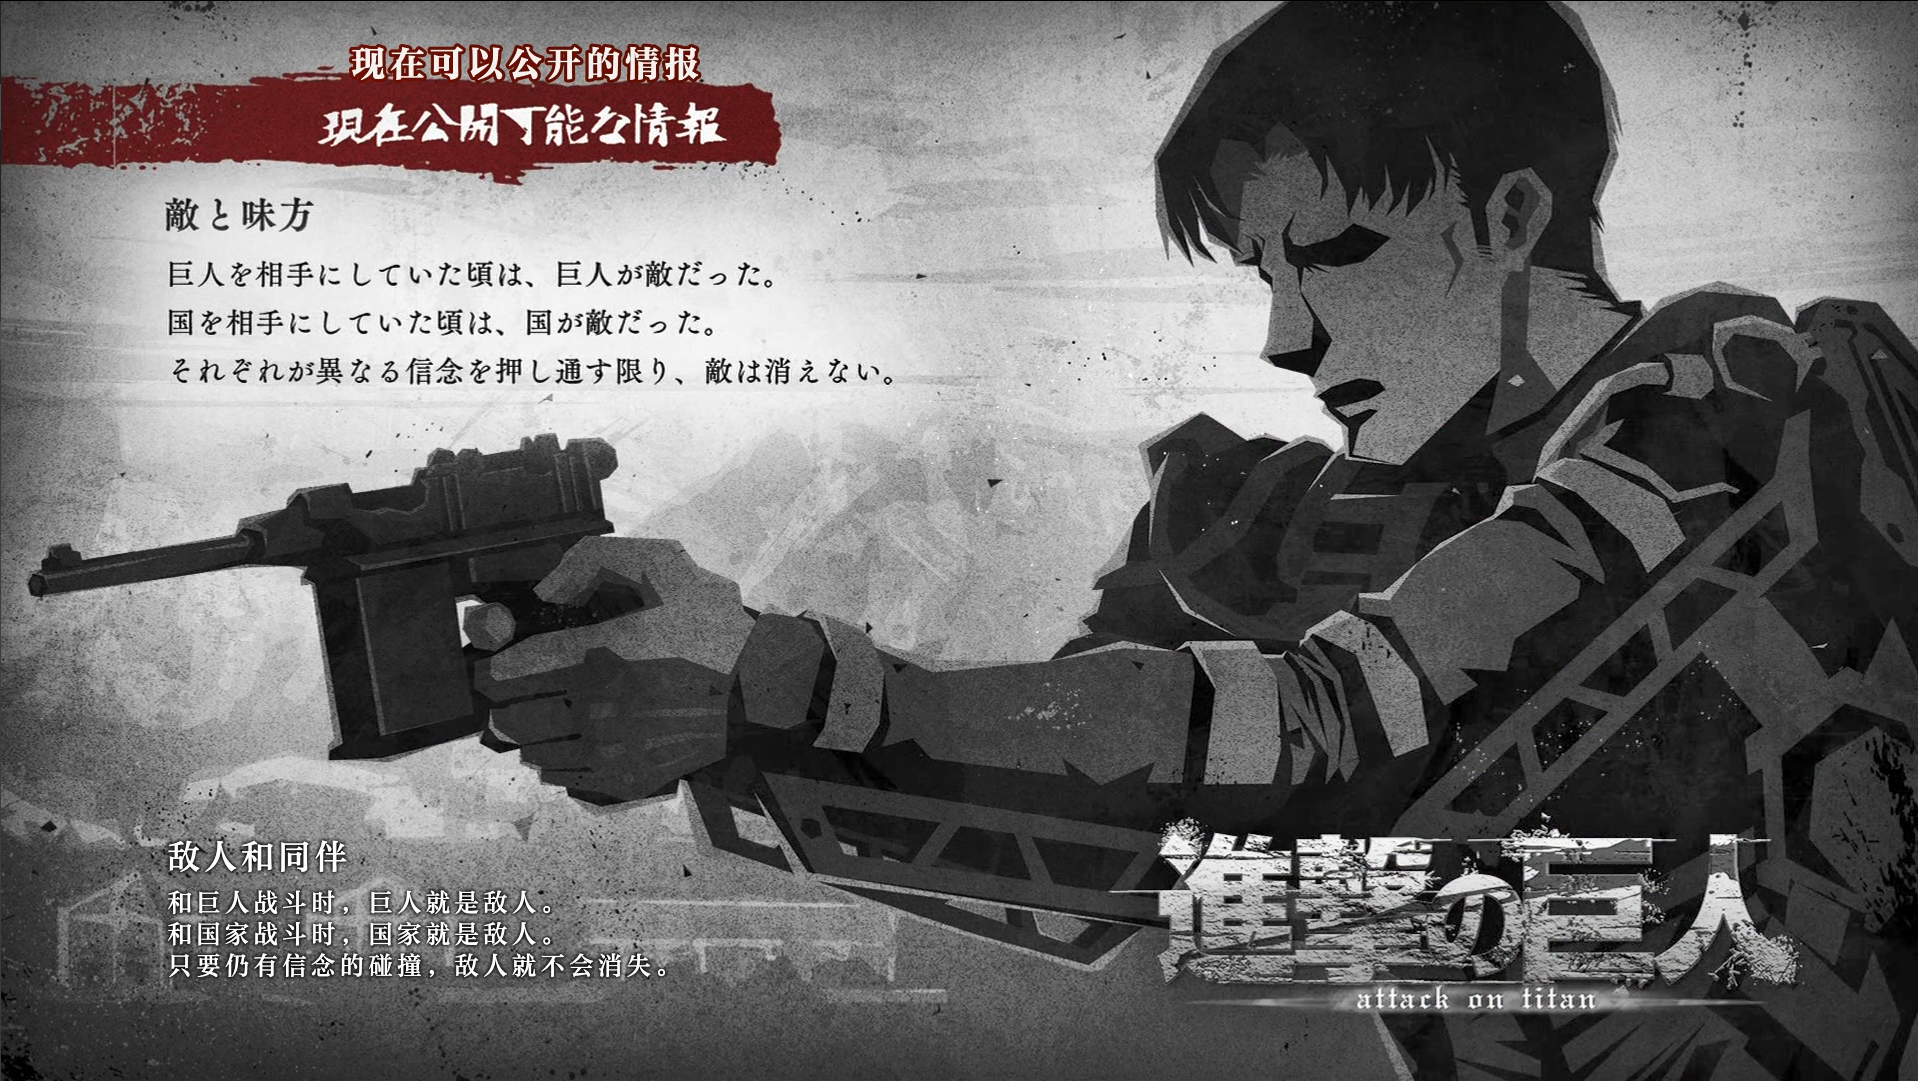 现在可以公开的情报
現在公開可能な情報
敵と味方
巨人を相手にしていた頃は、巨人が敵だった。
国を相手にしていた頃は、国が敵だった。
それぞれが異なる信念を押し通す限り、敵は消えない。
敌人和同伴
和巨人战斗时，巨人就是敌人。
和国家战斗时，国家就是敌人。
只要仍有信念的碰撞，敌人就不会消失。
進撃の巨人
attack on titan